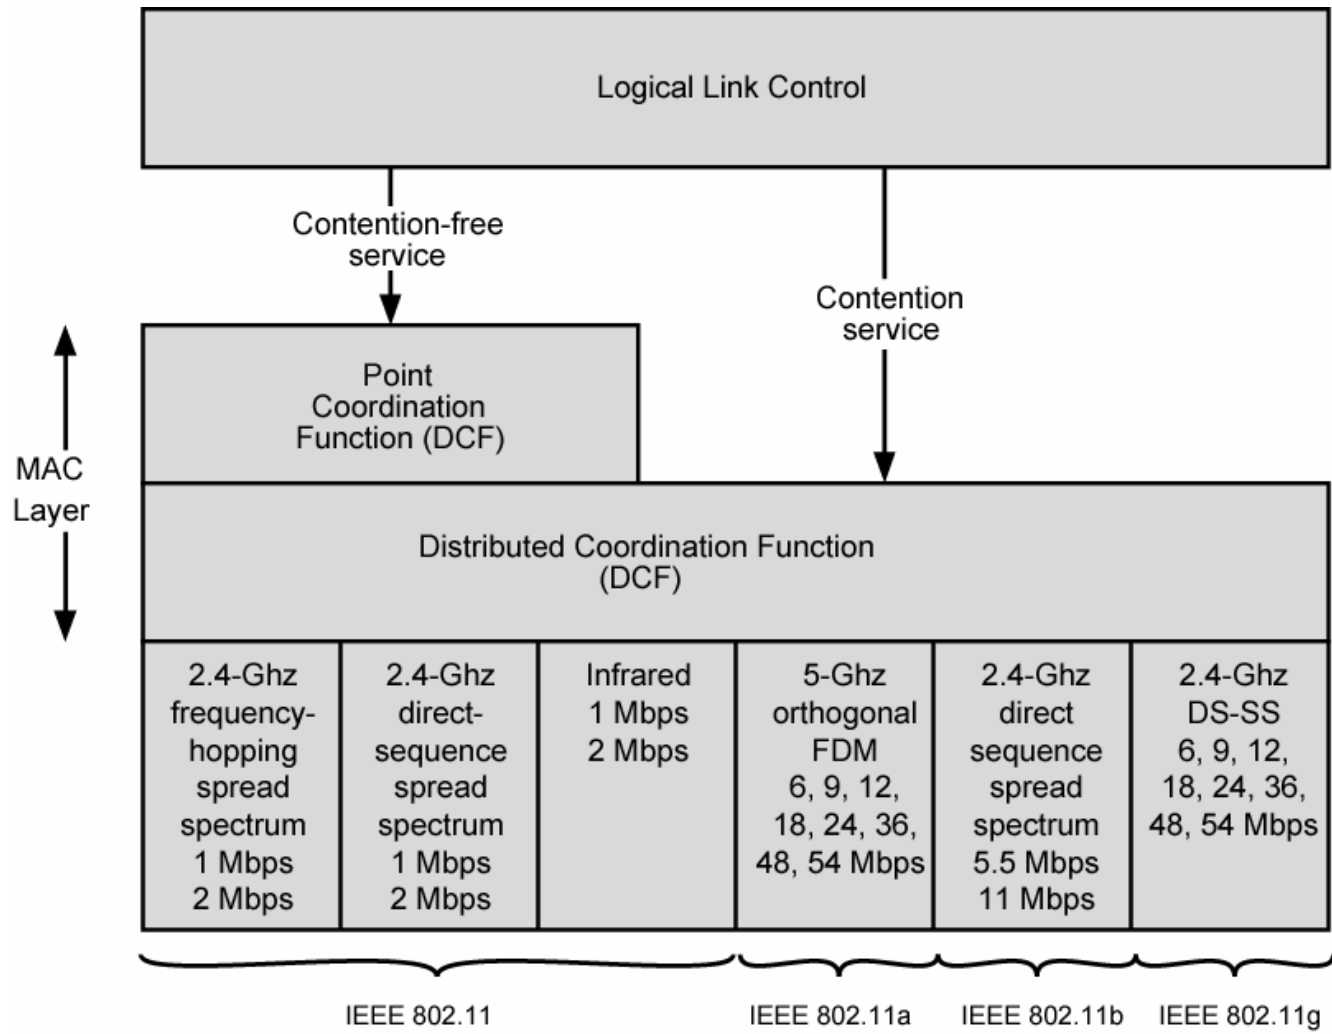 Logical Link Control
Contention-free
service
Contention
service
Point
Coordination
Function (DCF)
MAC
Layer
Distributed Coordination Function
(DCF)
2.4-Ghz
frequency-
hopping
spread
spectrum
1 Mbps
2 Mbps
2.4-Ghz
direct-
sequence
spread
spectrum
1 Mbps
2 Mbps
Infrared
1 Mbps
2 Mbps
5-Ghz
orthogonal
FDM
6, 9, 12,
18, 24, 36,
48, 54 Mbps
2.4-Ghz
direct
sequence
spread
spectrum
5.5 Mbps
11 Mbps
2.4-Ghz
DS-SS
6, 9, 12,
18, 24, 36,
48, 54 Mbps
IEEE 802.11
IEEE 802.11a
IEEE 802.11b
IEEE 802.11g